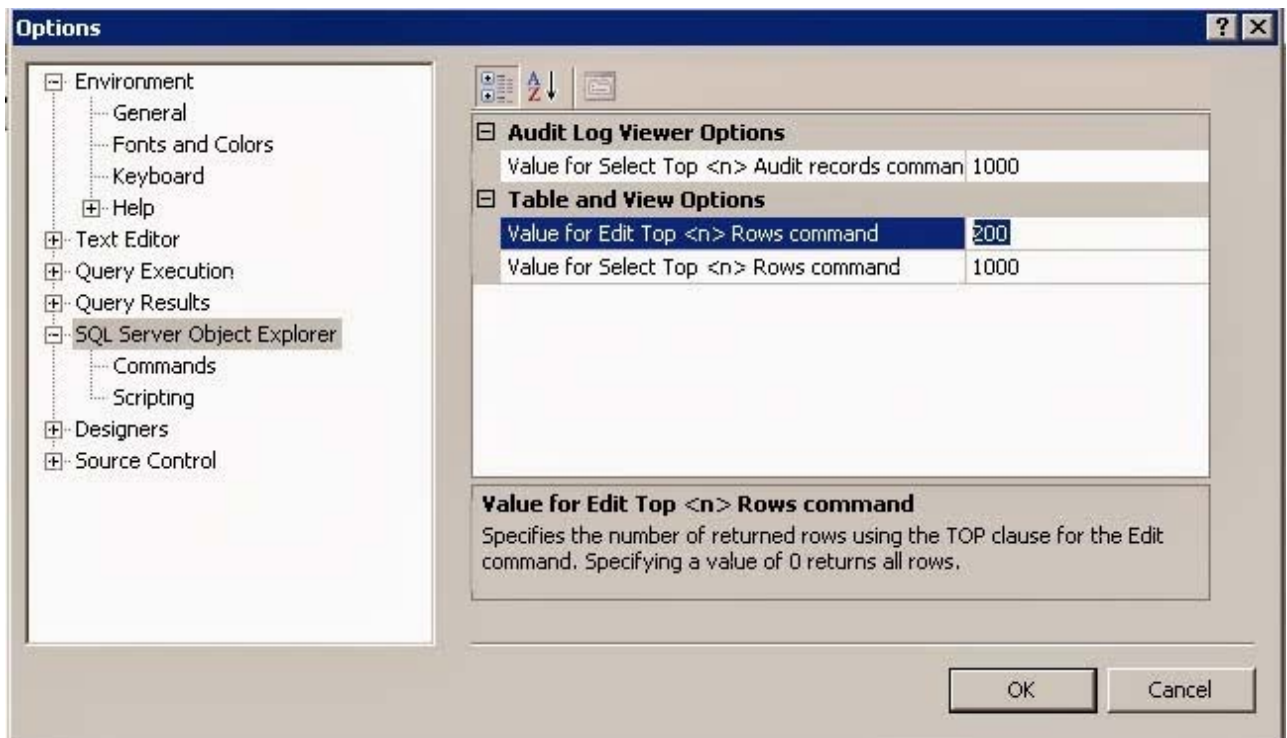 Options
Environment
General
Fonts and Colors
Keyboard
Help
Text Editor
Query Execution
Query Results
SQL Server Object Explorer
Commands
Scripting
Designers
Source Control
Audit Log Viewer Options
Value for Select Top <n> Audit records comman 1000
Table and View Options
Value for Edit Top <n> Rows command 200
Value for Select Top <n> Rows command 1000
Value for Edit Top <n> Rows command
Specifies the number of returned rows using the TOP clause for the Edit
command. Specifying a value of 0 returns all rows.
OK Cancel